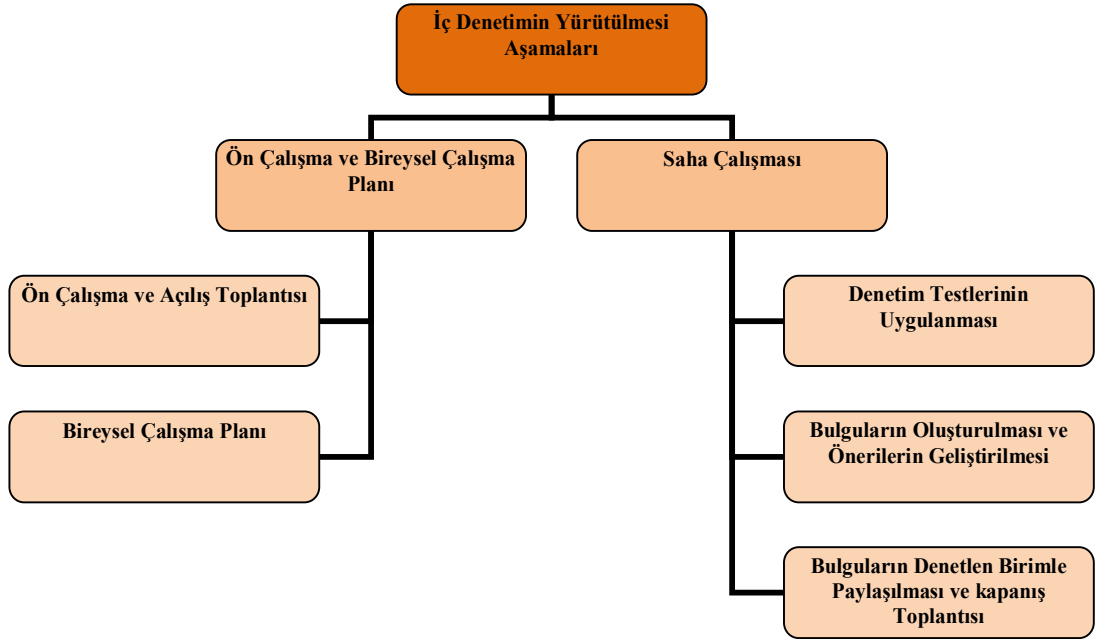 İç Denetimin Yürütülmesi
Aşamaları
Ön Çalışma ve Bireysel Çalışma
Planı
Saha Çalışması
Ön Çalışma ve Açılış Toplantısı
Denetim Testlerinin
Uygulanması
Bireysel Çalışma Planı
Bulguların Oluşturulması ve
Önerilerin Geliştirilmesi
Bulguların Denetlen Birimle
Paylaşılması ve kapanış
Toplantısı